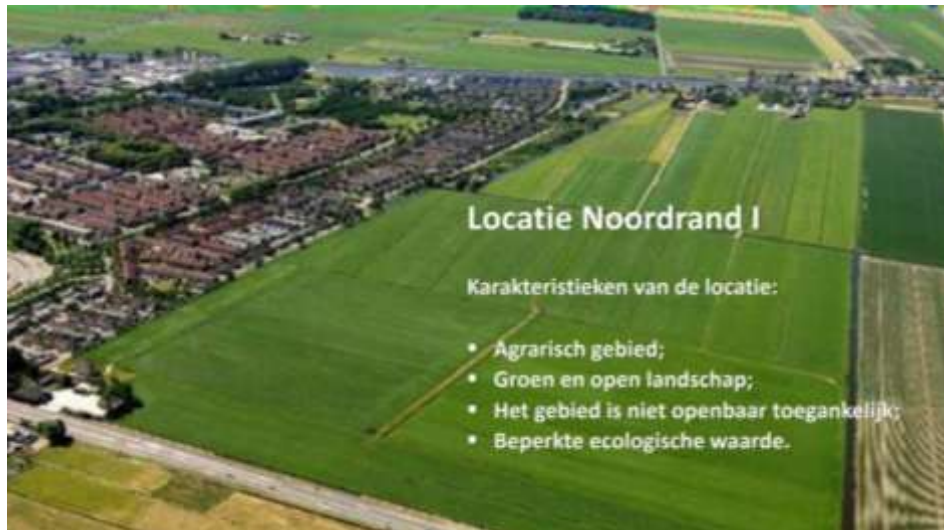 Locatie Noordrand I
Karakteristieken van de locatie:
• Agrarisch gebied;
• Groen en open landschap;
• Het gebied is niet openbaar toegankelijk;
• Beperkte ecologische waarde.